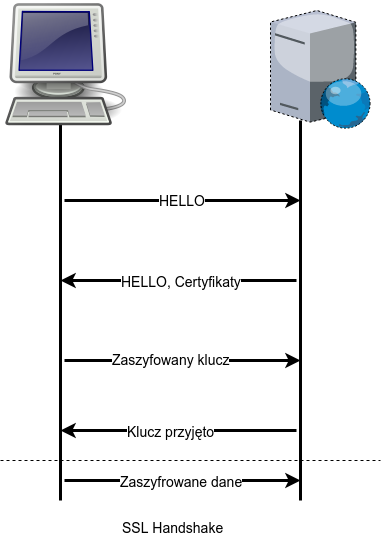 HELLO
HELLO, Certyfikaty
Zaszyfowany klucz
Klucz przyjęto
Zaszyfrowane dane
SSL Handshake